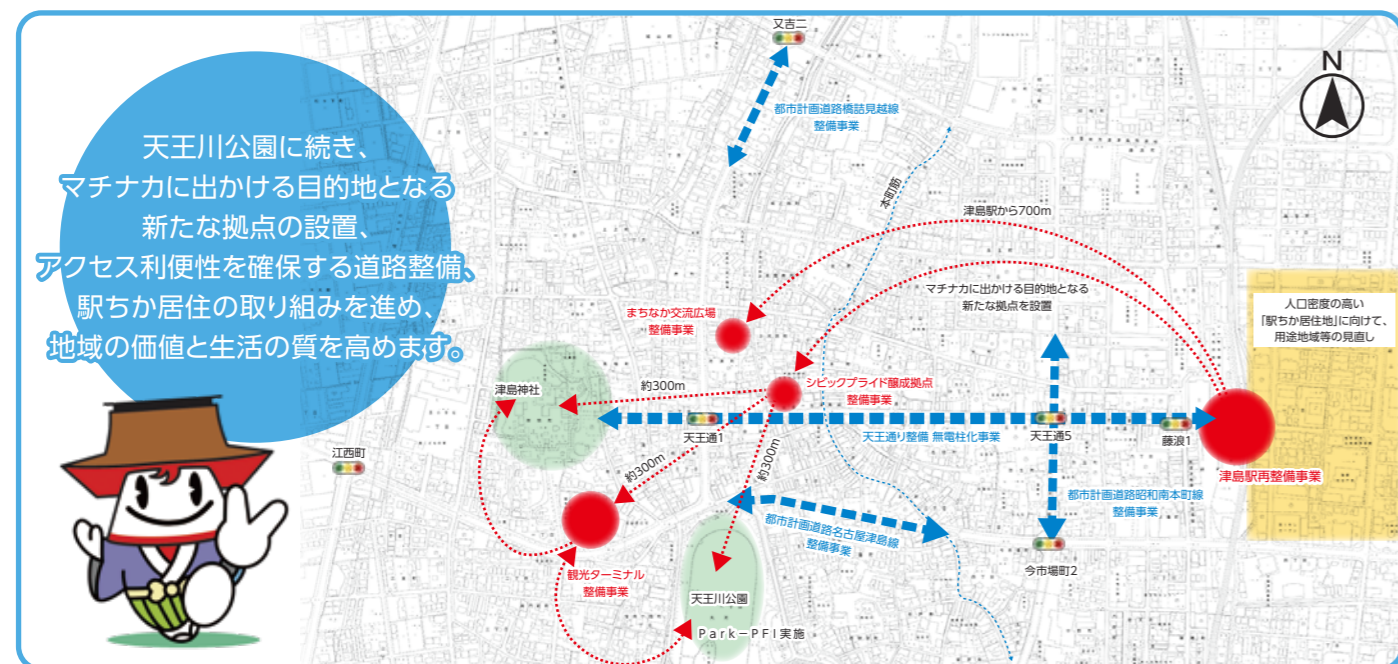 天王川公園に続き、
マチナカに出かける目的地となる
新たな拠点の設置、
アクセス利便性を確保する道路整備、
駅ちか居住の取り組みを進め、
地域の価値と生活の質を高めます。
又吉二
N
都市計画道路橋詰見越線
整備事業
本町筋
津島駅から700m
マチナカに出かける目的地となる
新たな拠点を設置
人口密度の高い
「駅ちか居住地」に向けて、
用途地域等の見直し
まちなか交流広場
整備事業
津島神社
約300m
シビックプライド醸成拠点
整備事業
天王通1
天王通り整備 無電柱化事業
天王通5
藤浪1
江西町
約300m
約300m
津島駅再整備事業
都市計画道路名古屋津島線
整備事業
都市計画道路昭和南本町線
整備事業
今市場町2
観光ターミナル
整備事業
天王川公園
Park－PFI実施